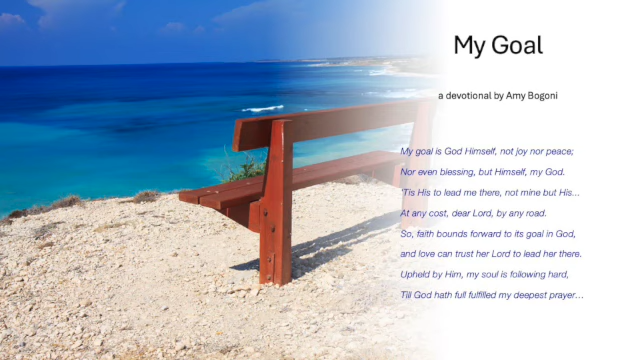 My Goal
a devotional by Amy Bogoni
My goal is God Himself, not joy nor peace;
Nor even blessing, but Himself, my God.
'Tis His to lead me there, not mine but His...
At any cost, dear Lord, by any road.
So, faith bounds forward to its goal in God,
and love can trust her Lord to lead her there.
Upheld by Him, my soul is following hard,
Till God hath full fulfilled my deepest prayer…